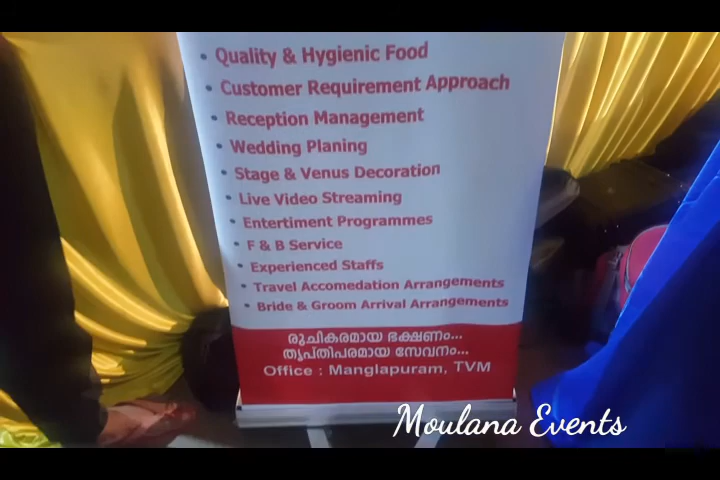 • Quality & Hygienic Food
• Customer Requirement Approach
• Reception Management
• Wedding Planing
• Stage & Venus Decoration
• Live Video Streaming
• Entertiment Programmes
• F & B Service
• Experienced Staffs
• Travel Accomedation Arrangements
• Bride & Groom Arrival Arrangements
രുചികരമായ ഭക്ഷണം...
തൃപ്തിപരമായ സേവനം...
Office : Manglapuram, TVM
Moulana Events